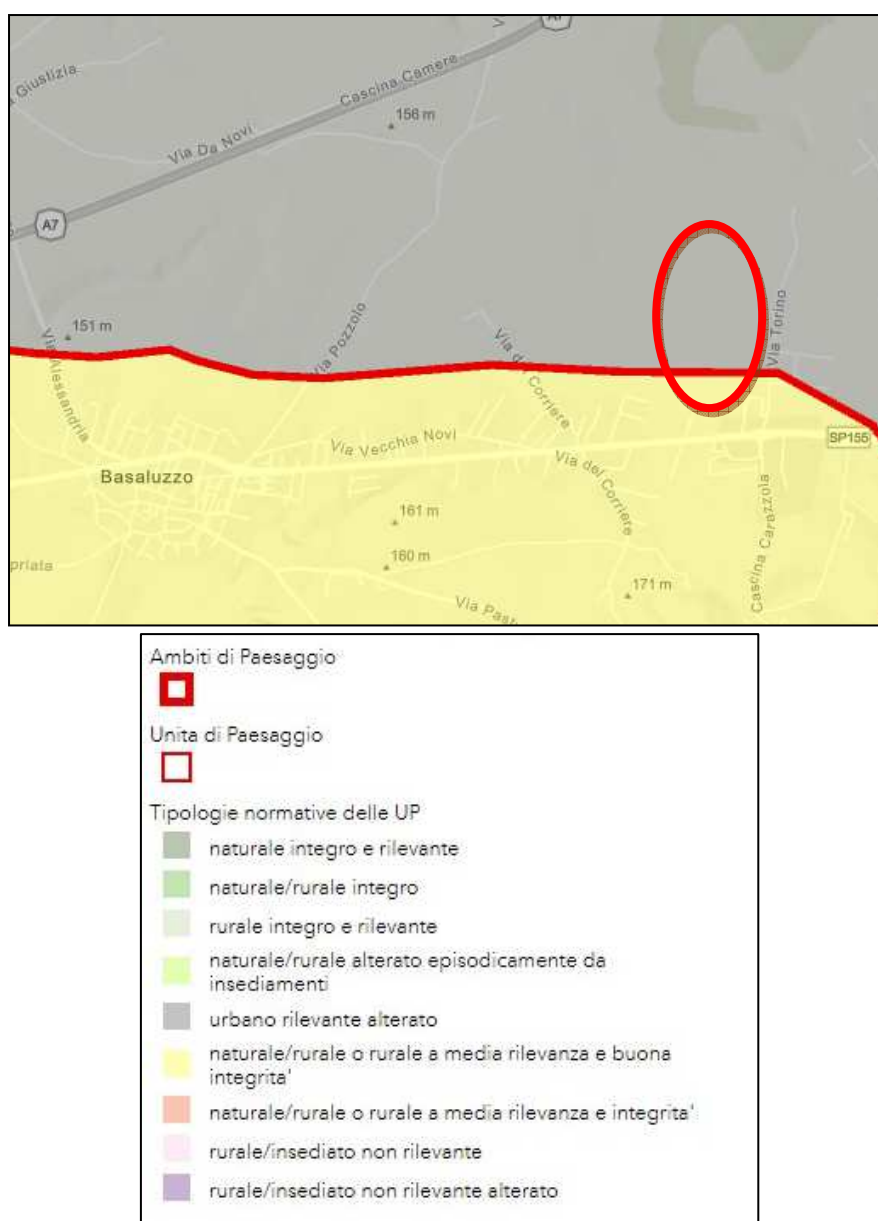 A7
a Giustizia
Cascina Camere
156 m
Via Da Novi
A7
Via Torino
151 m
Via Pozzolo
Via del Corriere
Via Alessandria
Via Vecchia Novi
SP155
Basaluzzo
Via del Corriere
161 m
Cascina Carazzola
priata
160 m
171 m
Via Past
Ambiti di Paesaggio
Unita di Paesaggio
Tipologie normative delle UP
naturale integro e rilevante
naturale/rurale integro
rurale integro e rilevante
naturale/rurale alterato episodicamente da
insediamenti
urbano rilevante alterato
naturale/rurale o rurale a media rilevanza e buona
integrita'
naturale/rurale o rurale a media rilevanza e integrita'
rurale/insediato non rilevante
rurale/insediato non rilevante alterato